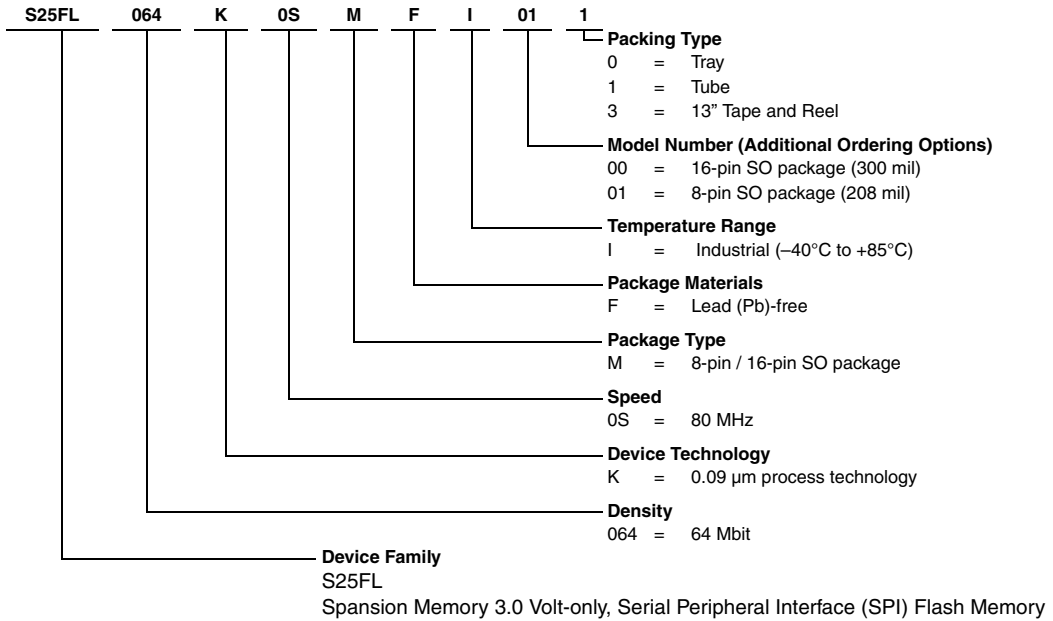 S25FL 064 K 0S M F I 01 1
Packing Type
0 = Tray
1 = Tube
3 = 13” Tape and Reel
Model Number (Additional Ordering Options)
00 = 16-pin SO package (300 mil)
01 = 8-pin SO package (208 mil)
Temperature Range
I = Industrial (–40°C to +85°C)
Package Materials
F = Lead (Pb)-free
Package Type
M = 8-pin / 16-pin SO package
Speed
0S = 80 MHz
Device Technology
K = 0.09 µm process technology
Density
064 = 64 Mbit
Device Family
S25FL
Spansion Memory 3.0 Volt-only, Serial Peripheral Interface (SPI) Flash Memory